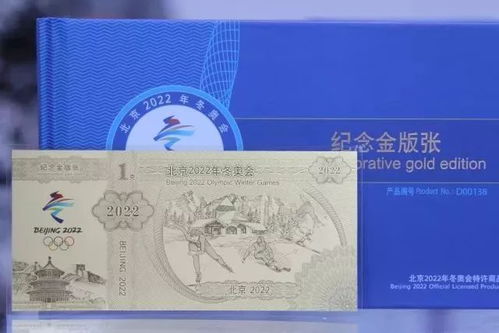 北京2022年冬奥会
纪念金版张
orative gold edition
产品编号 Product No.: D00138
北京2022年冬奥会特许商品
Beijing 2022 Official Licensed Produc
纪念金版张
1
北京2022年冬奥会
Beijing 2022 Olympic Winter Games
2022
2022
BEIJING 2022
BEIJING 2022
北京 2022